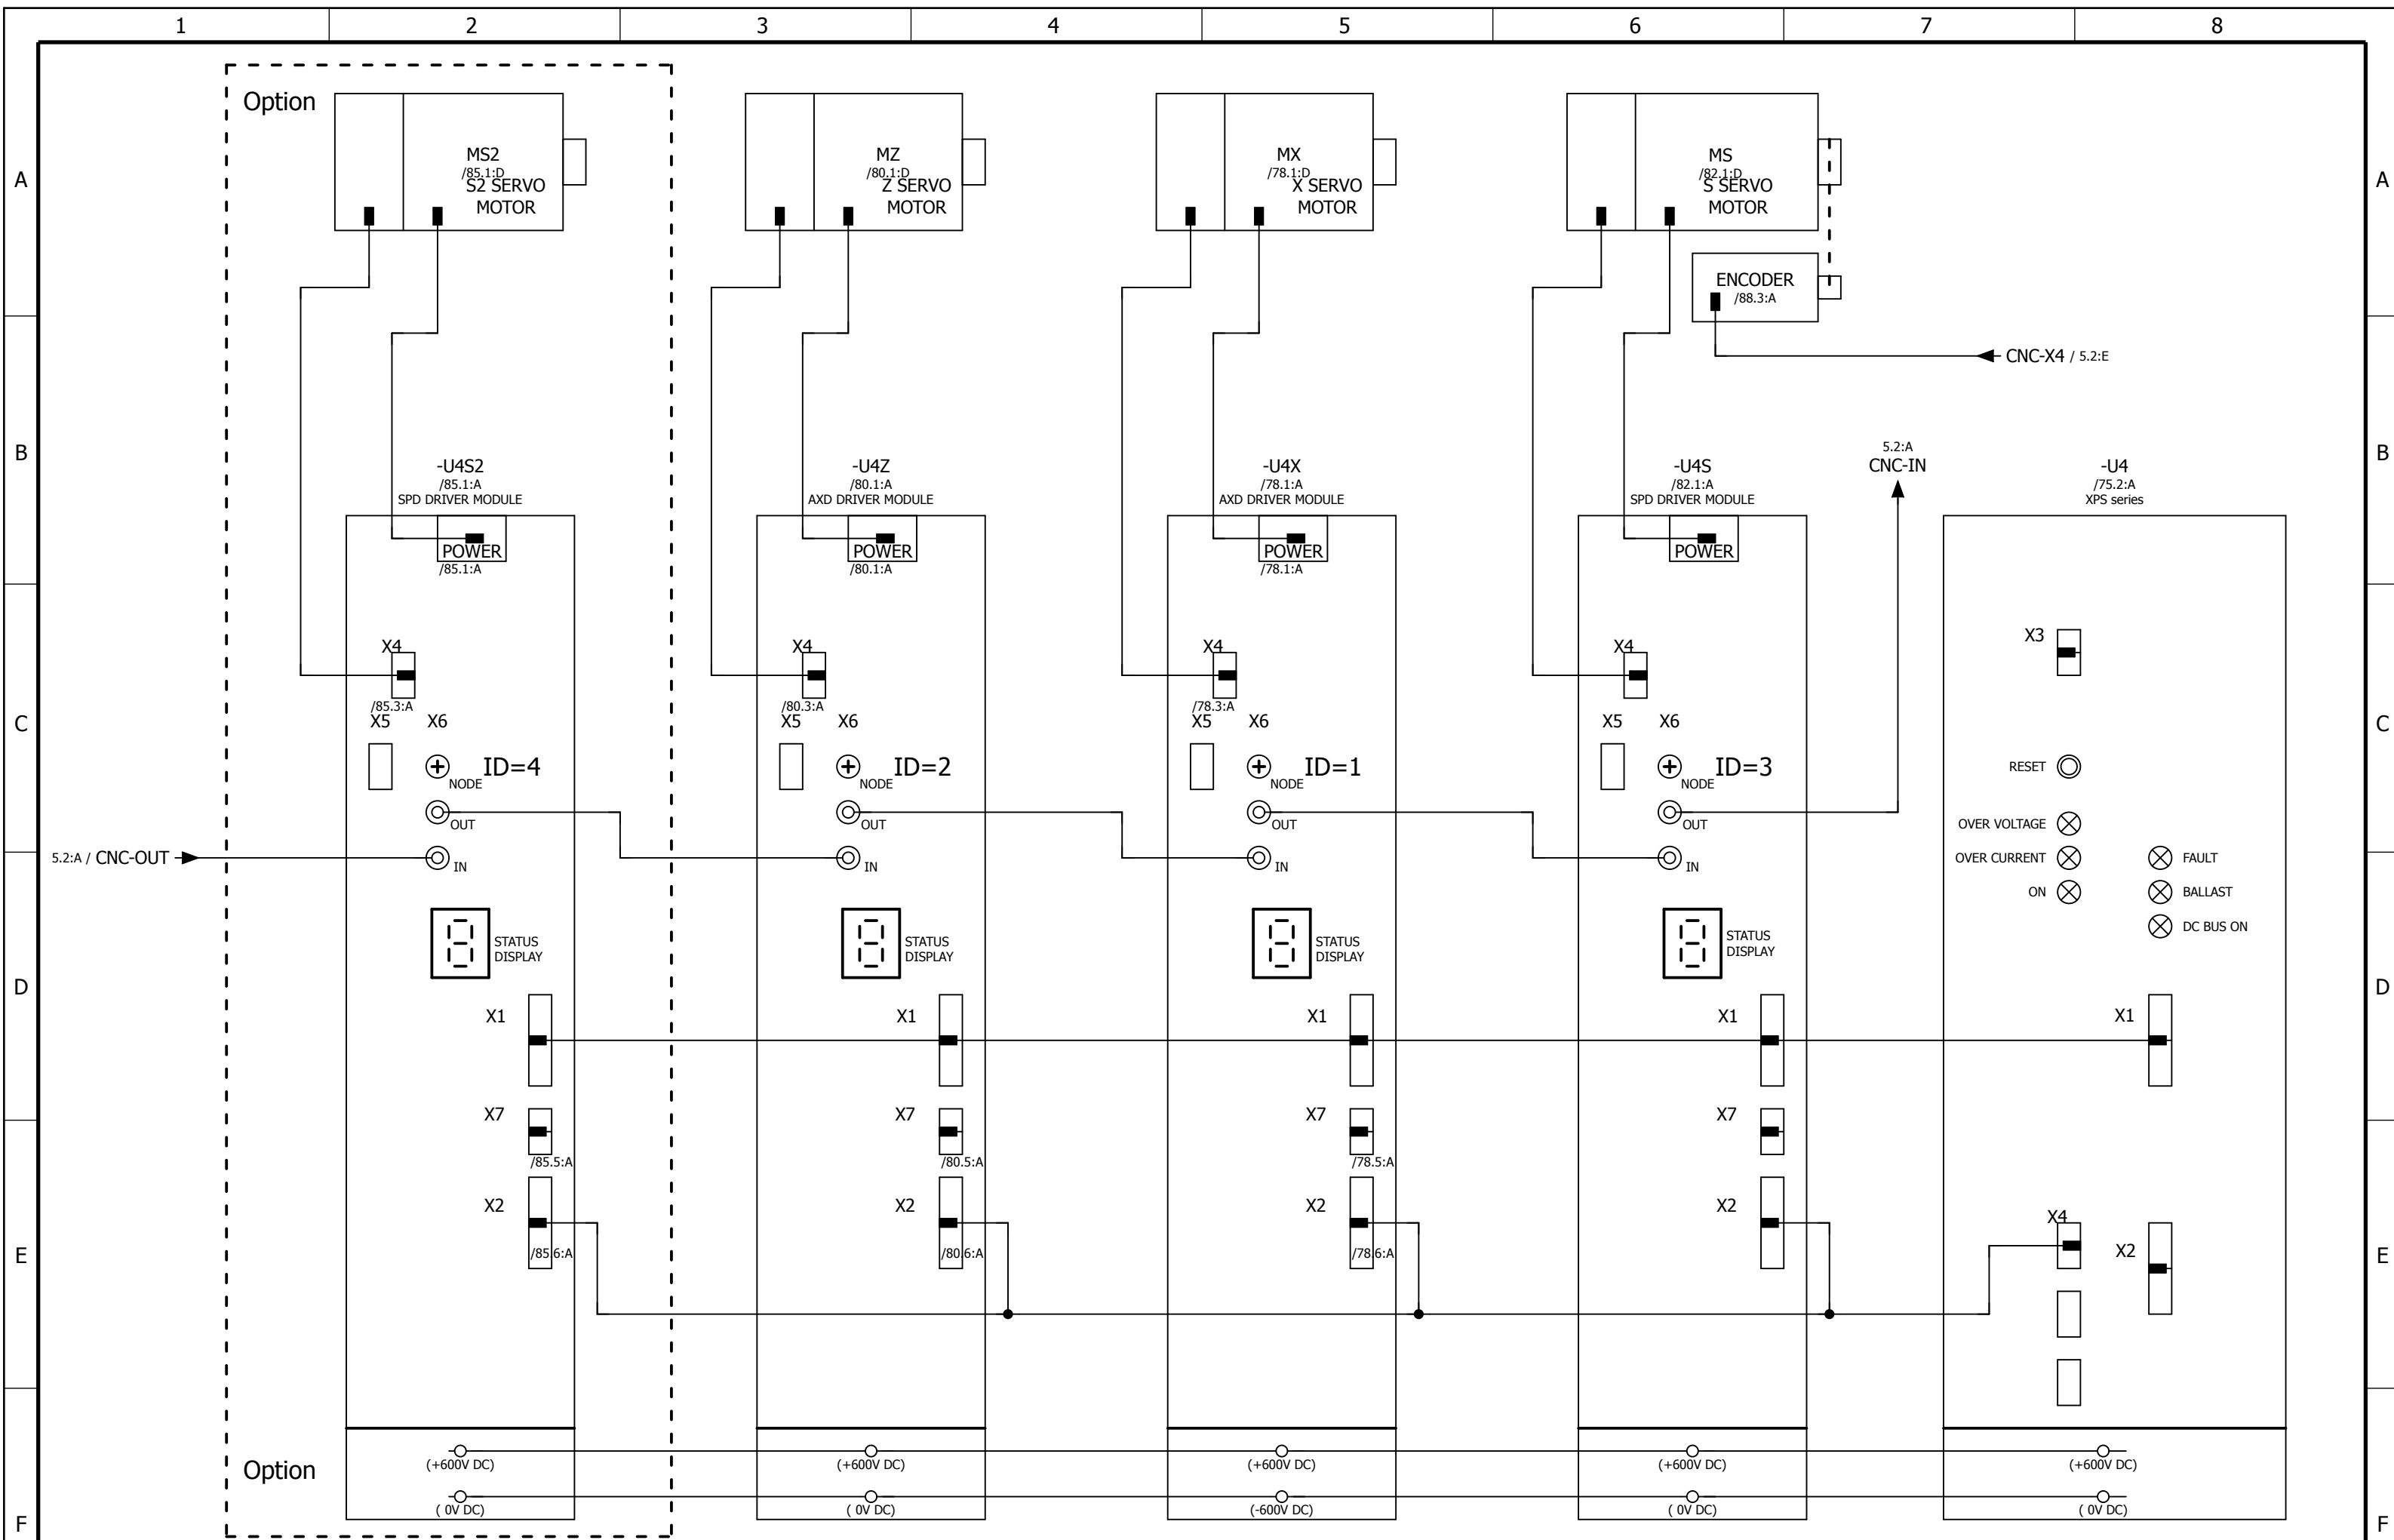 1 2 3 4 5 6 7 8
A A
B B
C C
D D
E E
F F
Option
MS2
/85.1:D
S2 SERVO
MOTOR
MZ
/80.1:D
Z SERVO
MOTOR
MX
/78.1:D
X SERVO
MOTOR
MS
/82.1:D
S SERVO
MOTOR
ENCODER
/88.3:A
CNC-X4 / 5.2:E
5.2:A
CNC-IN
-U4S2
/85.1:A
SPD DRIVER MODULE
POWER
/85.1:A
X4
/85.3:A
X5 X6
ID=4
NODE
OUT
5.2:A / CNC-OUT
IN
STATUS
DISPLAY
X1
X7
/85.5:A
X2
/85.6:A
(+600V DC)
( 0V DC)
Option
-U4Z
/80.1:A
AXD DRIVER MODULE
POWER
/80.1:A
X4
/80.3:A
X5 X6
ID=2
NODE
OUT
IN
STATUS
DISPLAY
X1
X7
/80.5:A
X2
/80.6:A
(+600V DC)
( 0V DC)
-U4X
/78.1:A
AXD DRIVER MODULE
POWER
/78.1:A
X4
/78.3:A
X5 X6
ID=1
NODE
OUT
IN
STATUS
DISPLAY
X1
X7
/78.5:A
X2
/78.6:A
(+600V DC)
(-600V DC)
-U4S
/82.1:A
SPD DRIVER MODULE
POWER
X4
X5 X6
ID=3
NODE
OUT
IN
STATUS
DISPLAY
X1
X7
X2
(+600V DC)
( 0V DC)
-U4
/75.2:A
XPS series
X3
RESET
OVER VOLTAGE
OVER CURRENT
FAULT
ON
BALLAST
DC BUS ON
X1
X4
X2
(+600V DC)
( 0V DC)